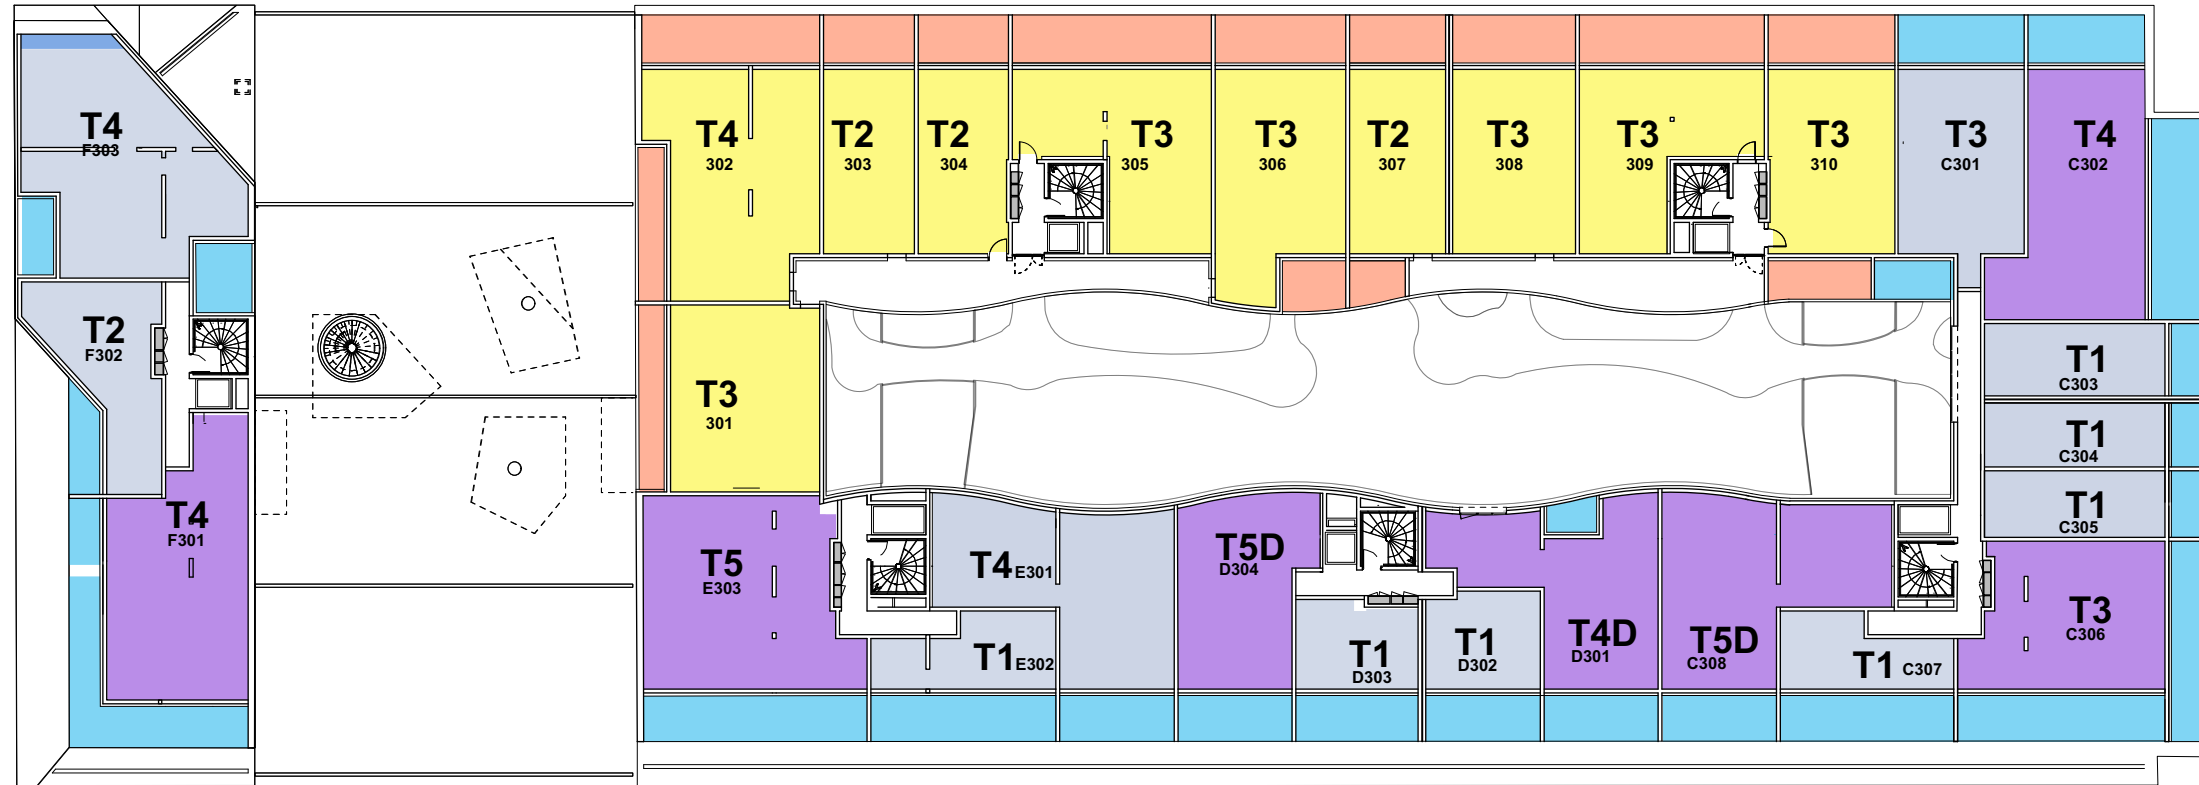 T4
F303
T2
F302
T4
F301
T4
302
T2
303
T2
304
T3
305
T3
306
T2
307
T3
308
T3
309
T3
310
T3
C301
T4
C302
T3
301
T1
C303
T1
C304
T1
C305
T5
E303
T4 E301
T1 E302
T5D
D304
T1
D303
T1
D302
T4D
D301
T5D
C308
T1 C307
T3
C306